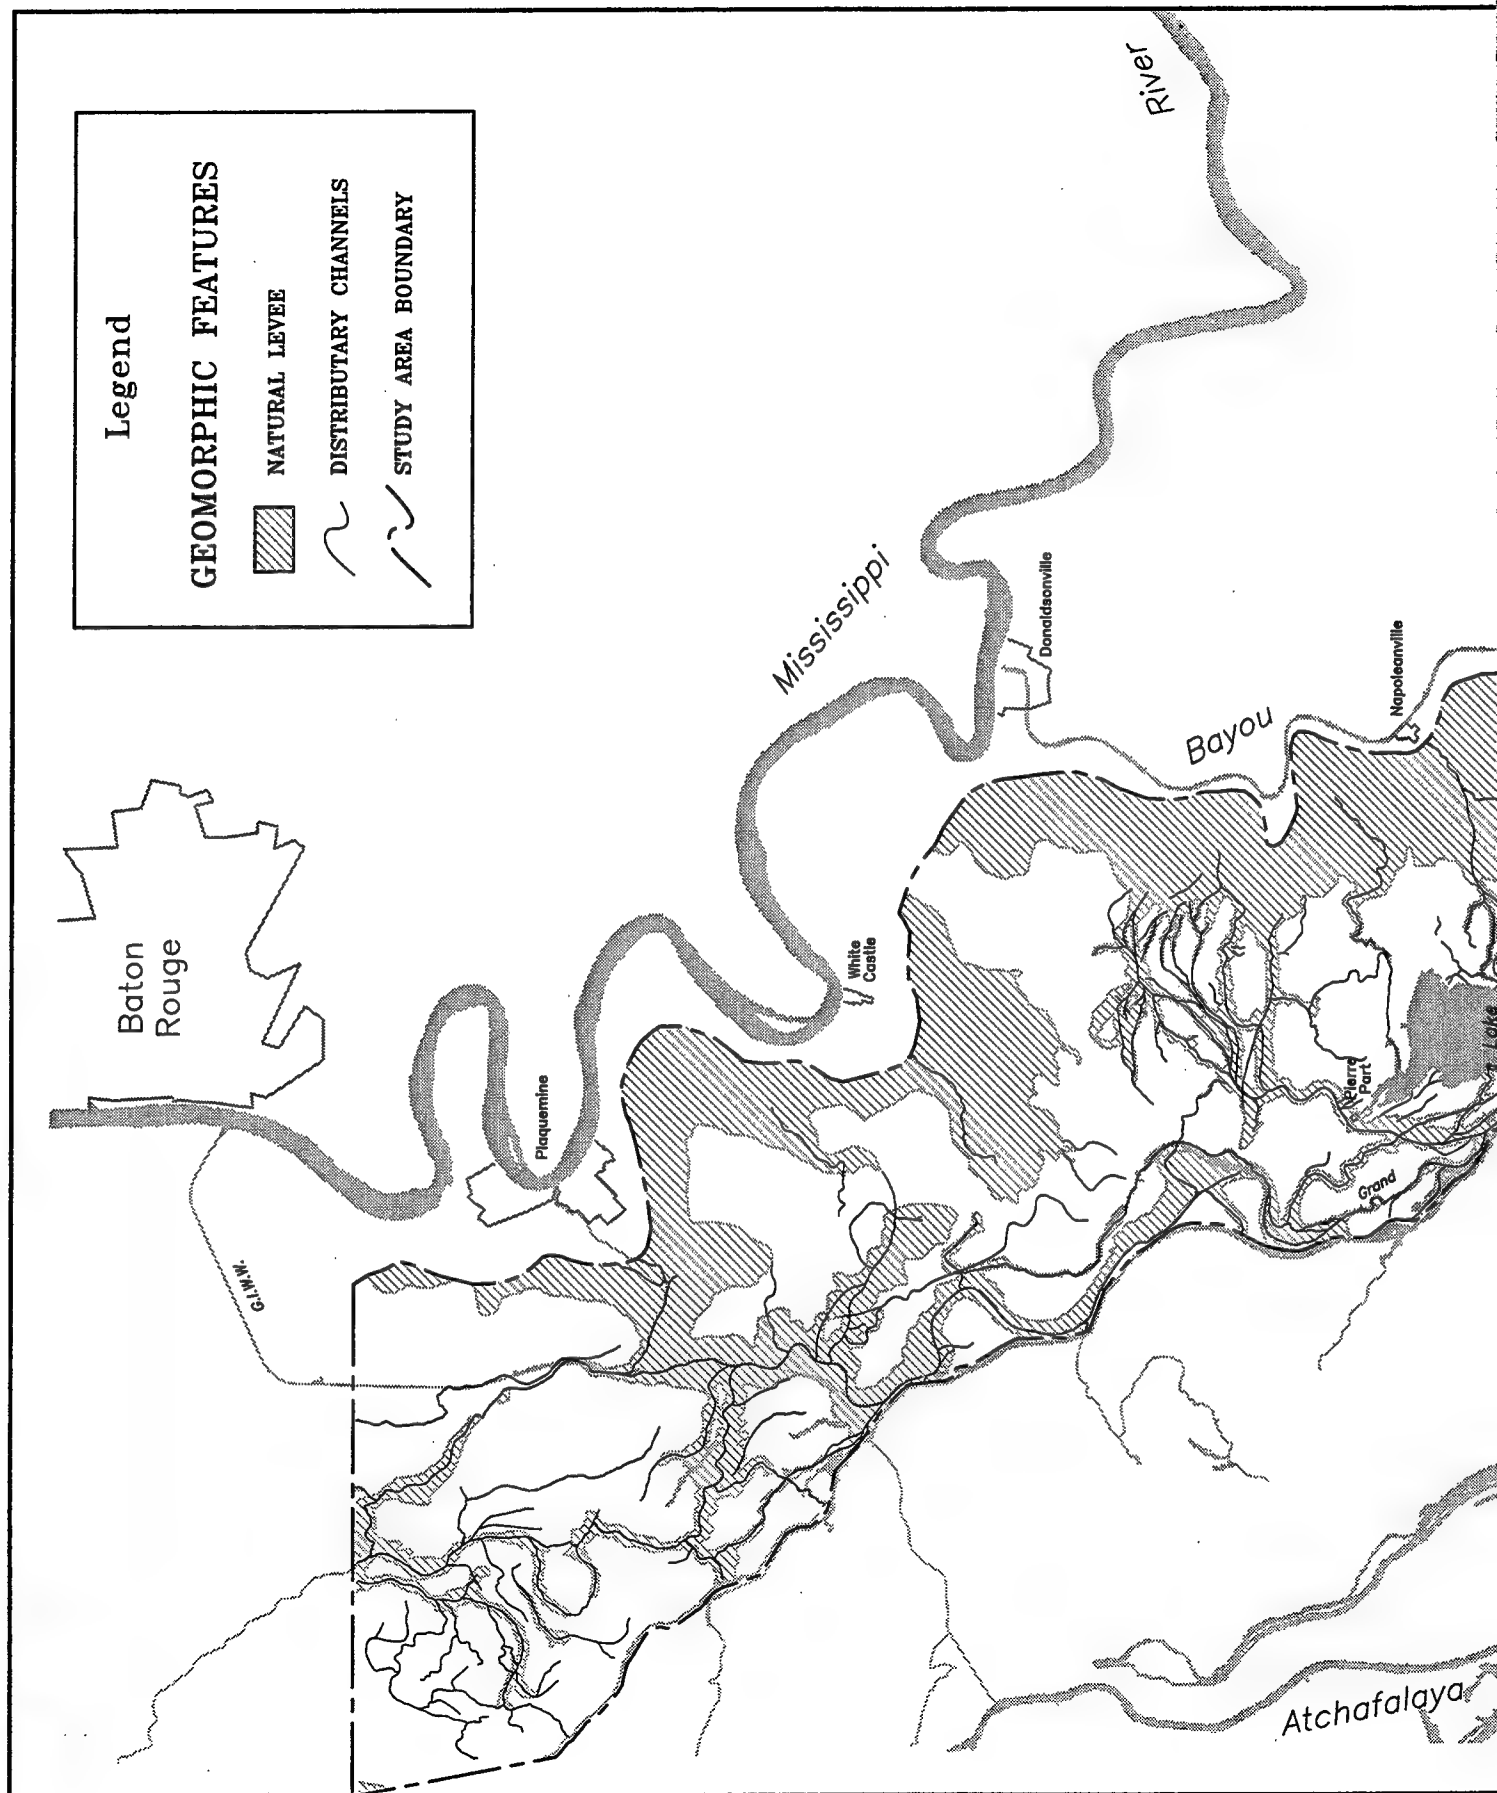 Legend
GEOMORPHIC FEATURES
NATURAL LEVEE
DISTRIBUTARY CHANNELS
STUDY AREA BOUNDARY
River
Mississippi
Baton
Rouge
Plaquemine
White
Castle
Donaldsonville
Bayou
Napoleanville
G.I.W.W.
Pierre
Part
Lake
Grand
Atchafalaya